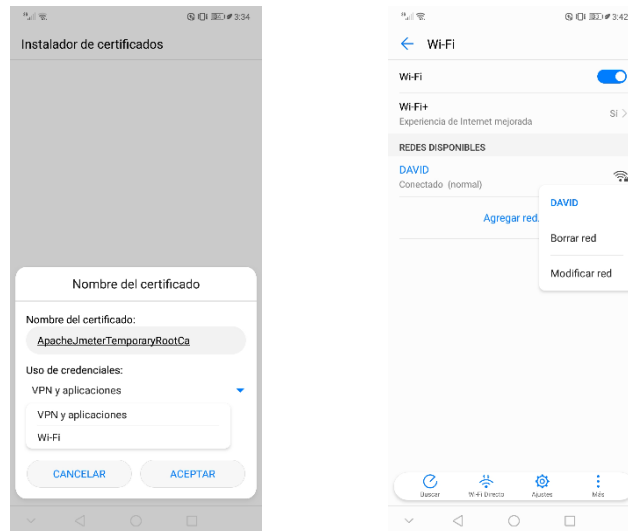 3:34
Instalador de certificados
Nombre del certificado
Nombre del certificado:
ApacheJmeterTemporaryRootCa
Uso de credenciales:
VPN y aplicaciones
VPN y aplicaciones
Wi-Fi
CANCELAR ACEPTAR
3:42
Wi-Fi
Wi-Fi
Wi-Fi+
Experiencia de Internet mejorada
Sí
REDES DISPONIBLES
DAVID
Conectado (normal)
Agregar red.
DAVID
Borrar red
Modificar red
Buscar Wi-Fi Directo Ajustes Más